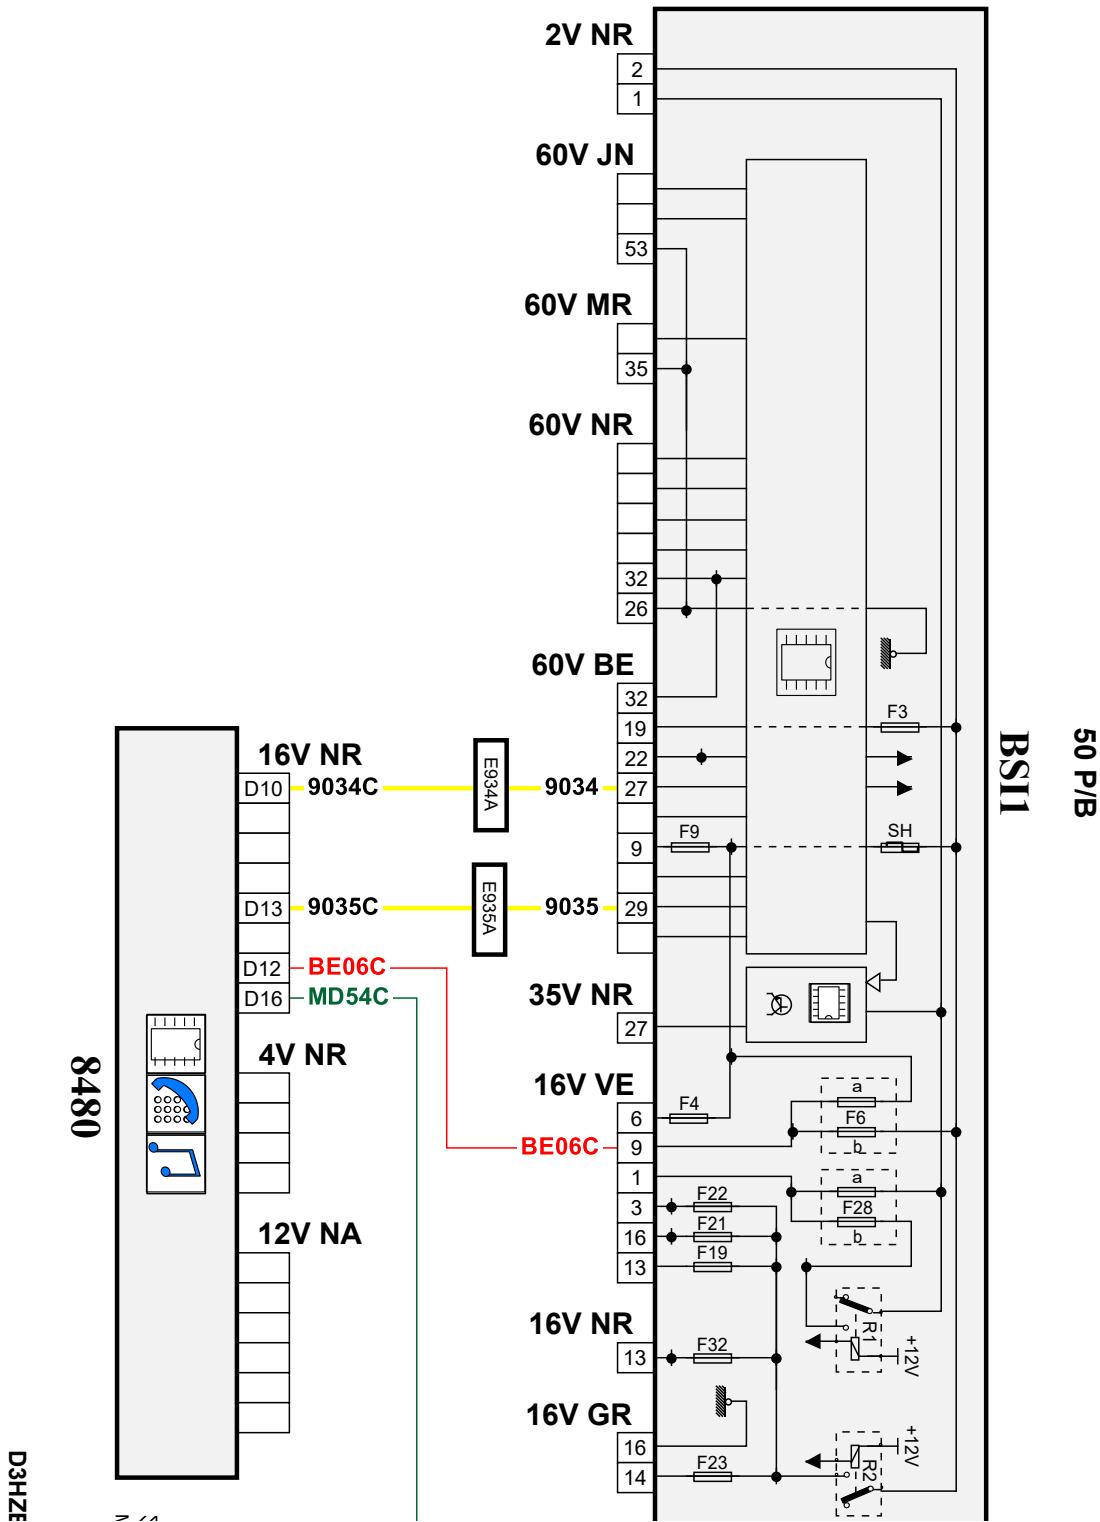 2V NR
2
1
60V JN
53
60V MR
35
60V NR
32
26
60V BE
32
19
22
27
9
29
35V NR
27
16V VE
6
9
1
3
16
13
16V NR
13
16V GR
16
14
F3
F9
SH
F4
a
F6
b
a
F28
b
F22
F21
F19
R1
+12V
F32
+12V
R2
F23
BSI1
50 P/B
16V NR
D10
9034C
E934A
9034
D13
9035C
E935A
9035
D12
BE06C
D16
MD54C
BE06C
4V NR
12V NA
8480